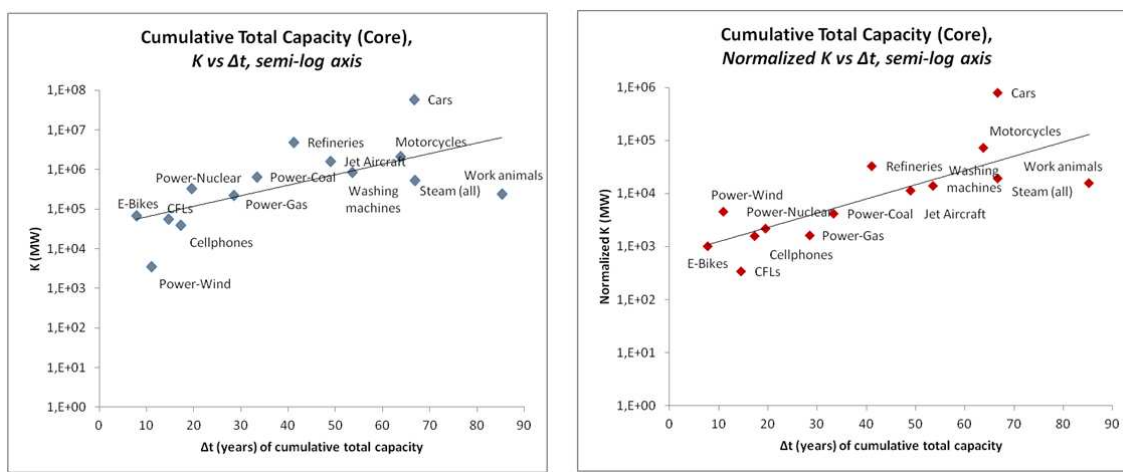 Cumulative Total Capacity (Core),
K vs Δt, semi-log axis
1,E+08
1,E+07
1,E+06
1,E+05
1,E+04
1,E+03
1,E+02
1,E+01
1,E+00
K (MW)
Cars
Refineries
Motorcycles
Jet Aircraft
Power-Nuclear
Power-Coal
Work animals
Washing
machines
Steam (all)
E-Bikes
CFLs
Power-Gas
Cellphones
Power-Wind
0 10 20 30 40 50 60 70 80 90
Δt (years) of cumulative total capacity
Cumulative Total Capacity (Core),
Normalized K vs Δt, semi-log axis
1,E+06
1,E+05
1,E+04
1,E+03
1,E+02
1,E+01
1,E+00
Normalized K (MW)
Cars
Motorcycles
Refineries
Washing
machines
Work animals
Steam (all)
Power-Wind
Power-Nuclear
Power-Coal
Jet Aircraft
Power-Gas
Cellphones
E-Bikes
CFLs
0 10 20 30 40 50 60 70 80 90
Δt (years) of cumulative total capacity